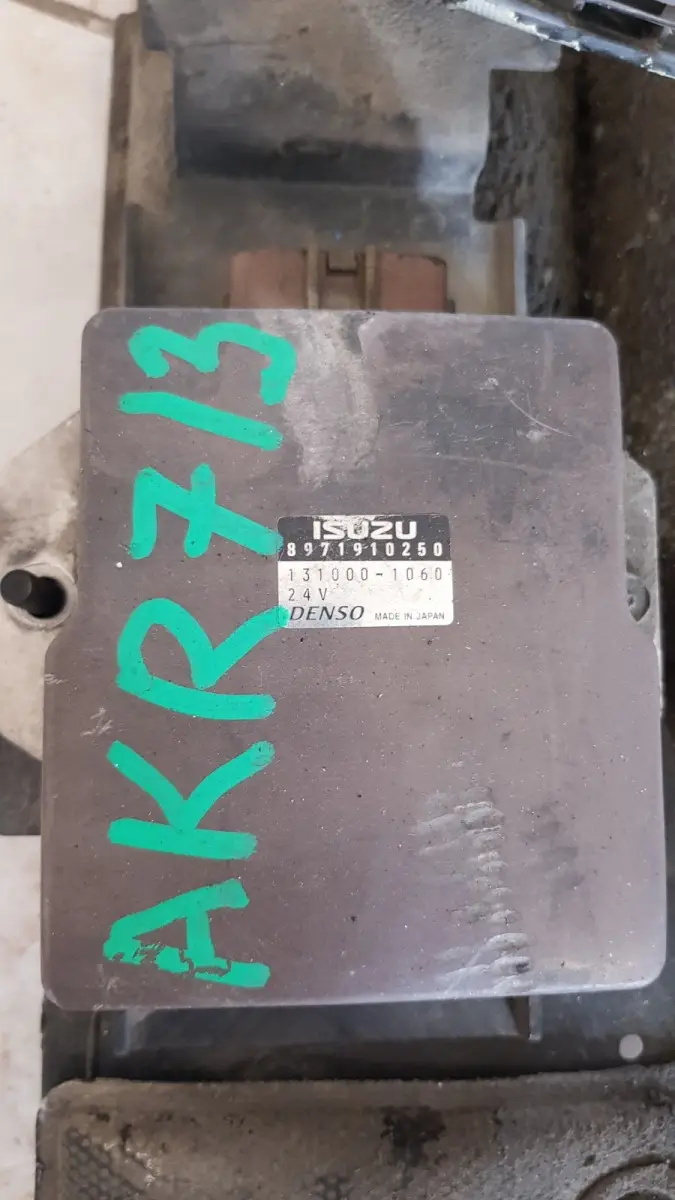 ISUZU
8971910250
131000-1060
24V
DENSO MADE IN JAPAN
AKR713